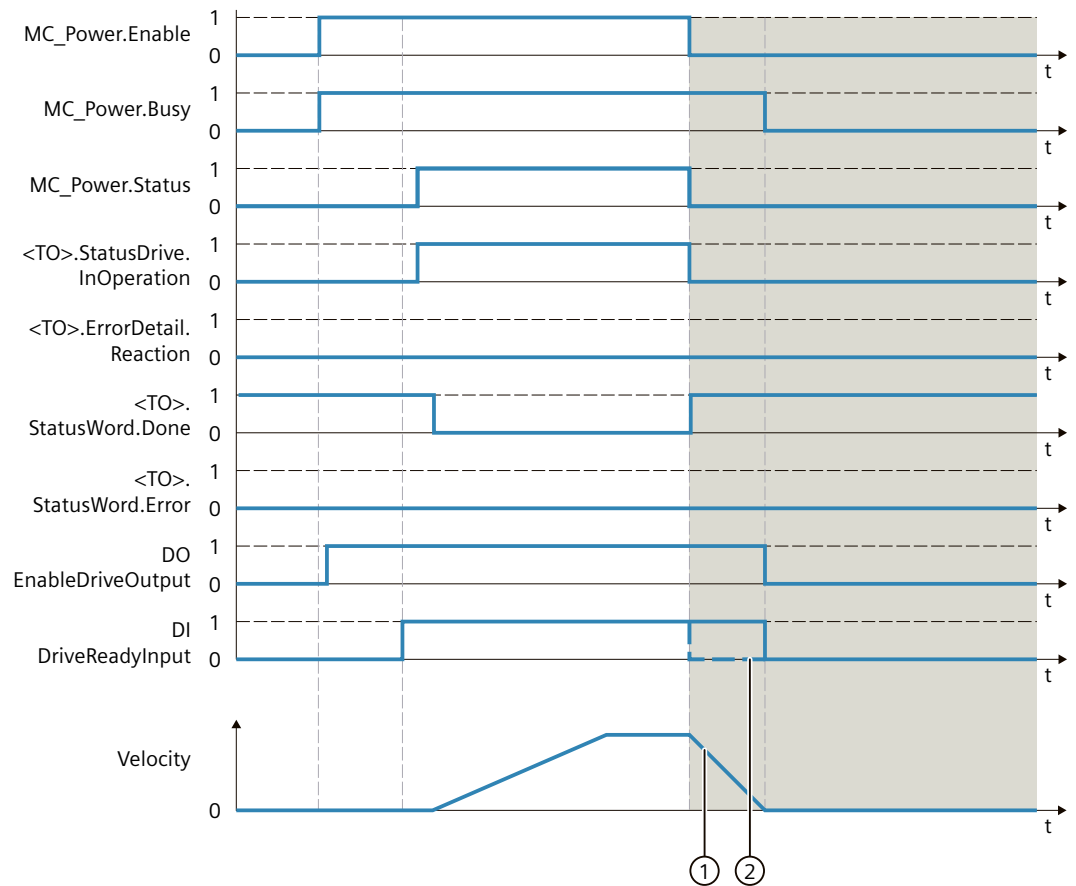 1
MC_Power.Enable
0
t
1
MC_Power.Busy
0
t
1
MC_Power.Status
0
t
1
<TO>.StatusDrive.
InOperation
0
t
1
<TO>.ErrorDetail.
Reaction
0
t
1
<TO>.
StatusWord.Done
0
t
1
<TO>.
StatusWord.Error
0
t
1
DO
EnableDriveOutput
0
t
1
DI
DriveReadyInput
0
t
Velocity
0
t
1
2